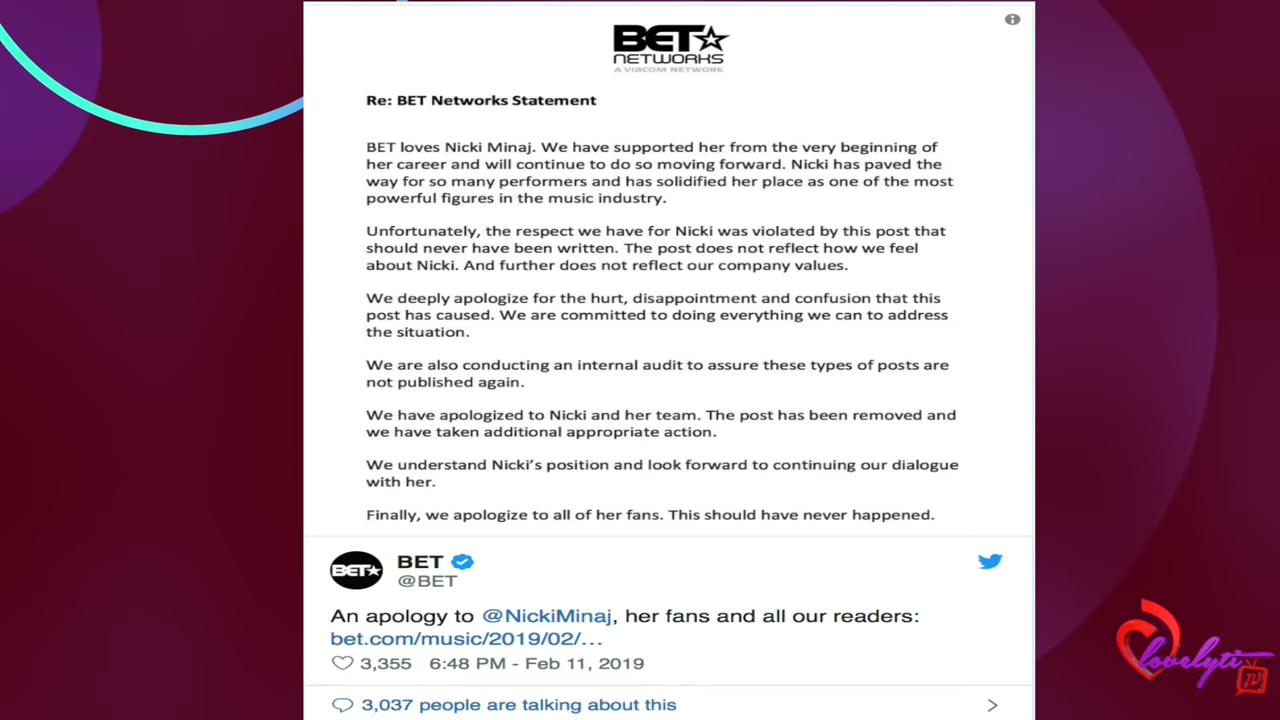 BET
NETWORKS
A VIACOM NETWORK
Re: BET Networks Statement
BET loves Nicki Minaj. We have supported her from the very beginning of
her career and will continue to do so moving forward. Nicki has paved the
way for so many performers and has solidified her place as one of the most
powerful figures in the music industry.
Unfortunately, the respect we have for Nicki was violated by this post that
should never have been written. The post does not reflect how we feel
about Nicki. And further does not reflect our company values.
We deeply apologize for the hurt, disappointment and confusion that this
post has caused. We are committed to doing everything we can to address
the situation.
We are also conducting an internal audit to assure these types of posts are
not published again.
We have apologized to Nicki and her team. The post has been removed and
we have taken additional appropriate action.
We understand Nicki's position and look forward to continuing our dialogue
with her.
Finally, we apologize to all of her fans. This should have never happened.
BET
BET
@BET
An apology to @NickiMinaj, her fans and all our readers:
bet.com/music/2019/02/...
3,355 6:48 PM - Feb 11, 2019
3,037 people are talking about this
lovelyti
TV